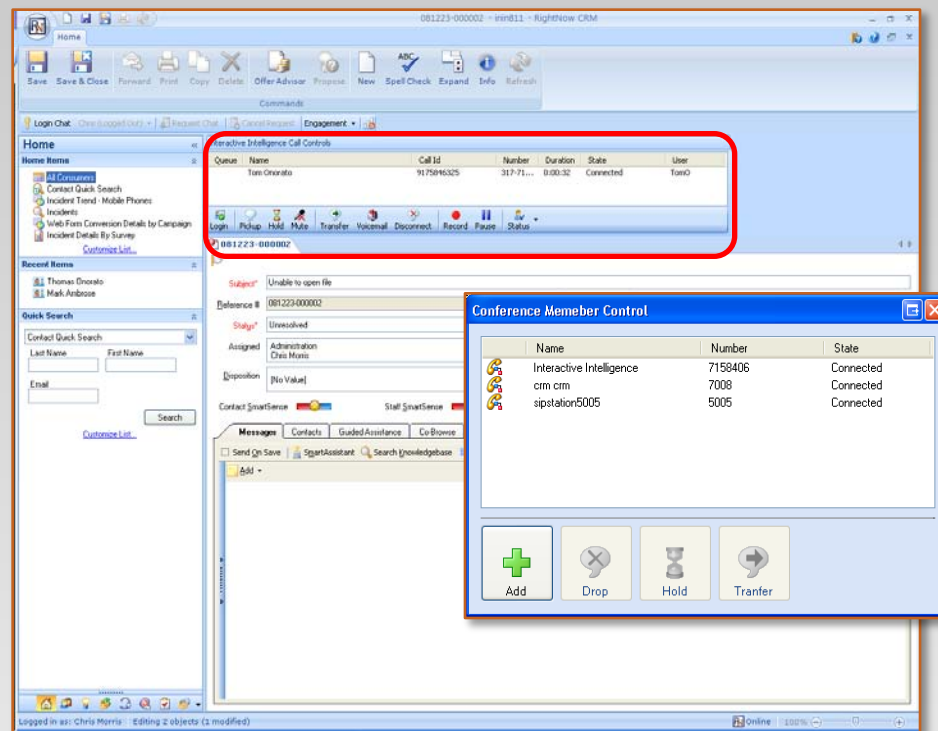 081223-000002 - inin811 - RightNow CRM
Home
Save Save & Close Forward Print Copy Delete Offer Advisor Propose New Spell Check Expand Info Refresh
Commands
Login Chat Chris (Logged Out) Request Chat Cancel Request Engagement
Home
Home Items
All Consumers
Contact Quick Search
Incident Trend - Mobile Phones
Incidents
Web Form Conversion Details by Campaign
Incident Details By Survey
Customize List...
Recent Items
Thomas Onorato
Mark Ambrose
Quick Search
Contact Quick Search
Last Name First Name
Email
Search
Customize List...
Interactive Intelligence Call Controls
Queue Name Call Id Number Duration State User
Tom Onorato 9175846325 317-71... 0:00:32 Connected TomO
Login Pickup Hold Mute Transfer Voicemail Disconnect Record Pause Status
081223-000002
Subject* Unable to open file
Reference # 081223-000002
Status* Unresolved
Assigned Administration
Chris Morris
Disposition [No Value]
Contact SmartSense Staff SmartSense
Messages Contacts Guided Assistance Co-Browse
Send On Save SmartAssistant Search Knowledgebase
Add
Conference Memeber Control
Name Number State
Interactive Intelligence 7158406 Connected
crm crm 7008 Connected
sipstation5005 5005 Connected
Add Drop Hold Tranfer
Logged in as: Chris Morris Editing 2 objects (1 modified) Online 100%